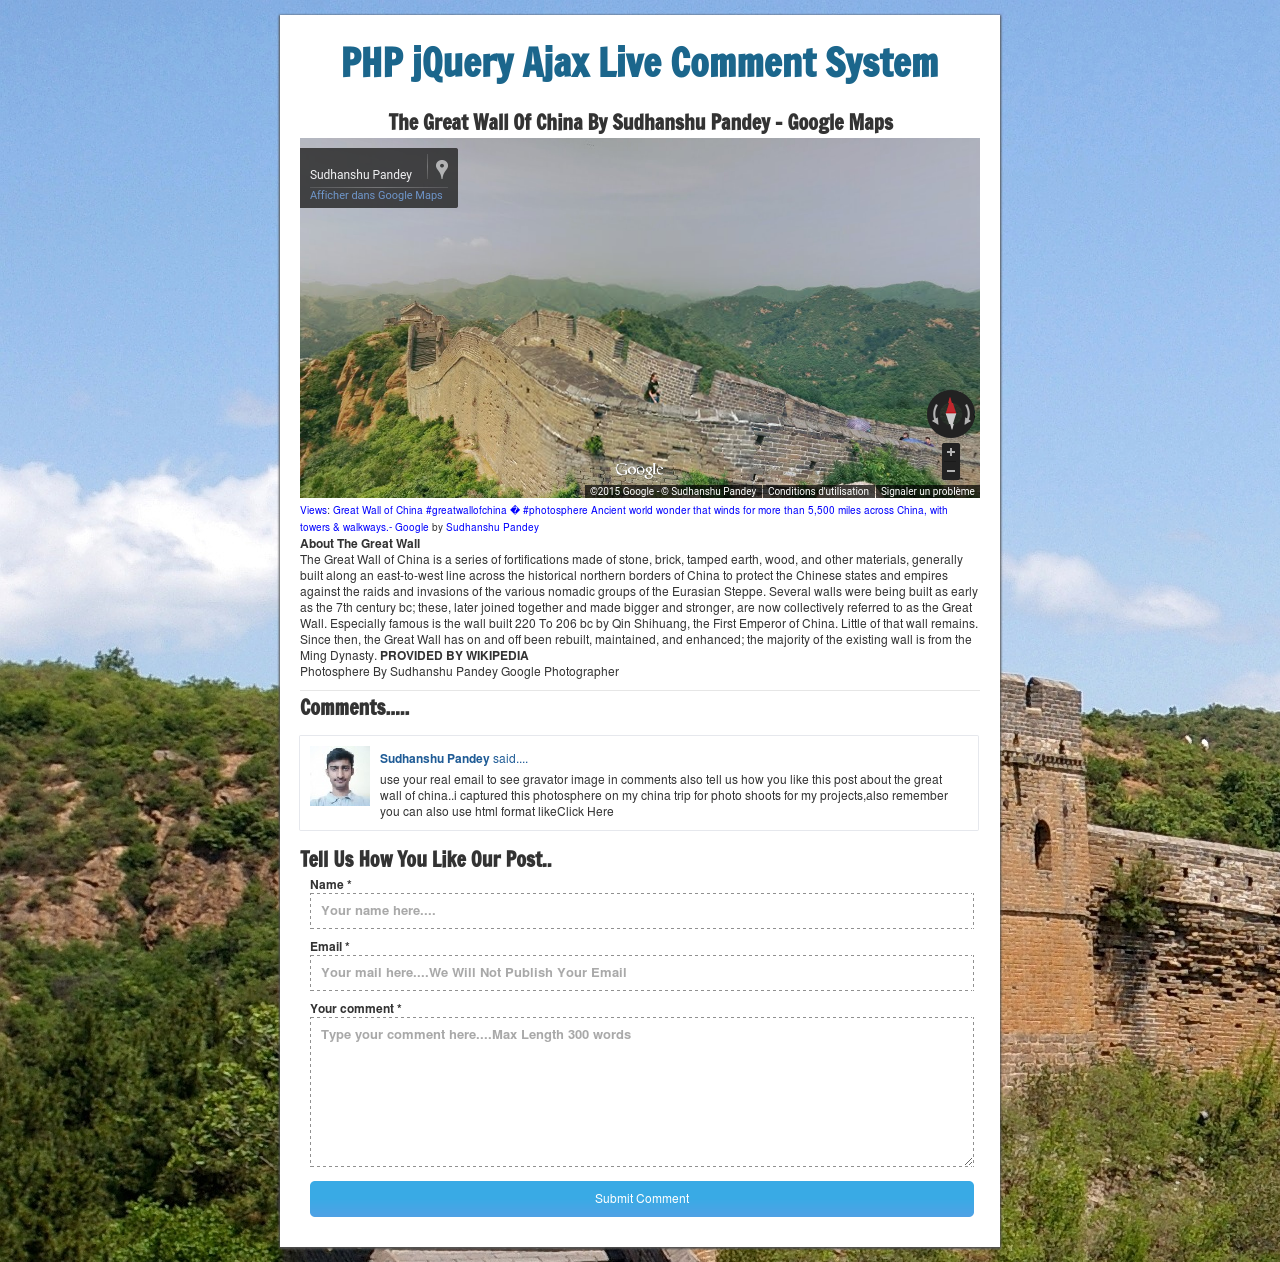 PHP jQuery Ajax Live Comment System
The Great Wall Of China By Sudhanshu Pandey - Google Maps
Sudhanshu Pandey
Afficher dans Google Maps
Google
©2015 Google - © Sudhanshu Pandey
Conditions d'utilisation
Signaler un problème
Views: Great Wall of China #greatwallofchina � #photosphere Ancient world wonder that winds for more than 5,500 miles across China, with
towers & walkways.- Google by Sudhanshu Pandey
About The Great Wall
The Great Wall of China is a series of fortifications made of stone, brick, tamped earth, wood, and other materials, generally
built along an east-to-west line across the historical northern borders of China to protect the Chinese states and empires
against the raids and invasions of the various nomadic groups of the Eurasian Steppe. Several walls were being built as early
as the 7th century bc; these, later joined together and made bigger and stronger, are now collectively referred to as the Great
Wall. Especially famous is the wall built 220 To 206 bc by Qin Shihuang, the First Emperor of China. Little of that wall remains.
Since then, the Great Wall has on and off been rebuilt, maintained, and enhanced; the majority of the existing wall is from the
Ming Dynasty. PROVIDED BY WIKIPEDIA
Photosphere By Sudhanshu Pandey Google Photographer
Comments.....
Sudhanshu Pandey said....
use your real email to see gravator image in comments also tell us how you like this post about the great
wall of china..i captured this photosphere on my china trip for photo shoots for my projects,also remember
you can also use html format likeClick Here
Tell Us How You Like Our Post..
Name *
Your name here....
Email *
Your mail here....We Will Not Publish Your Email
Your comment *
Type your comment here....Max Length 300 words
Submit Comment